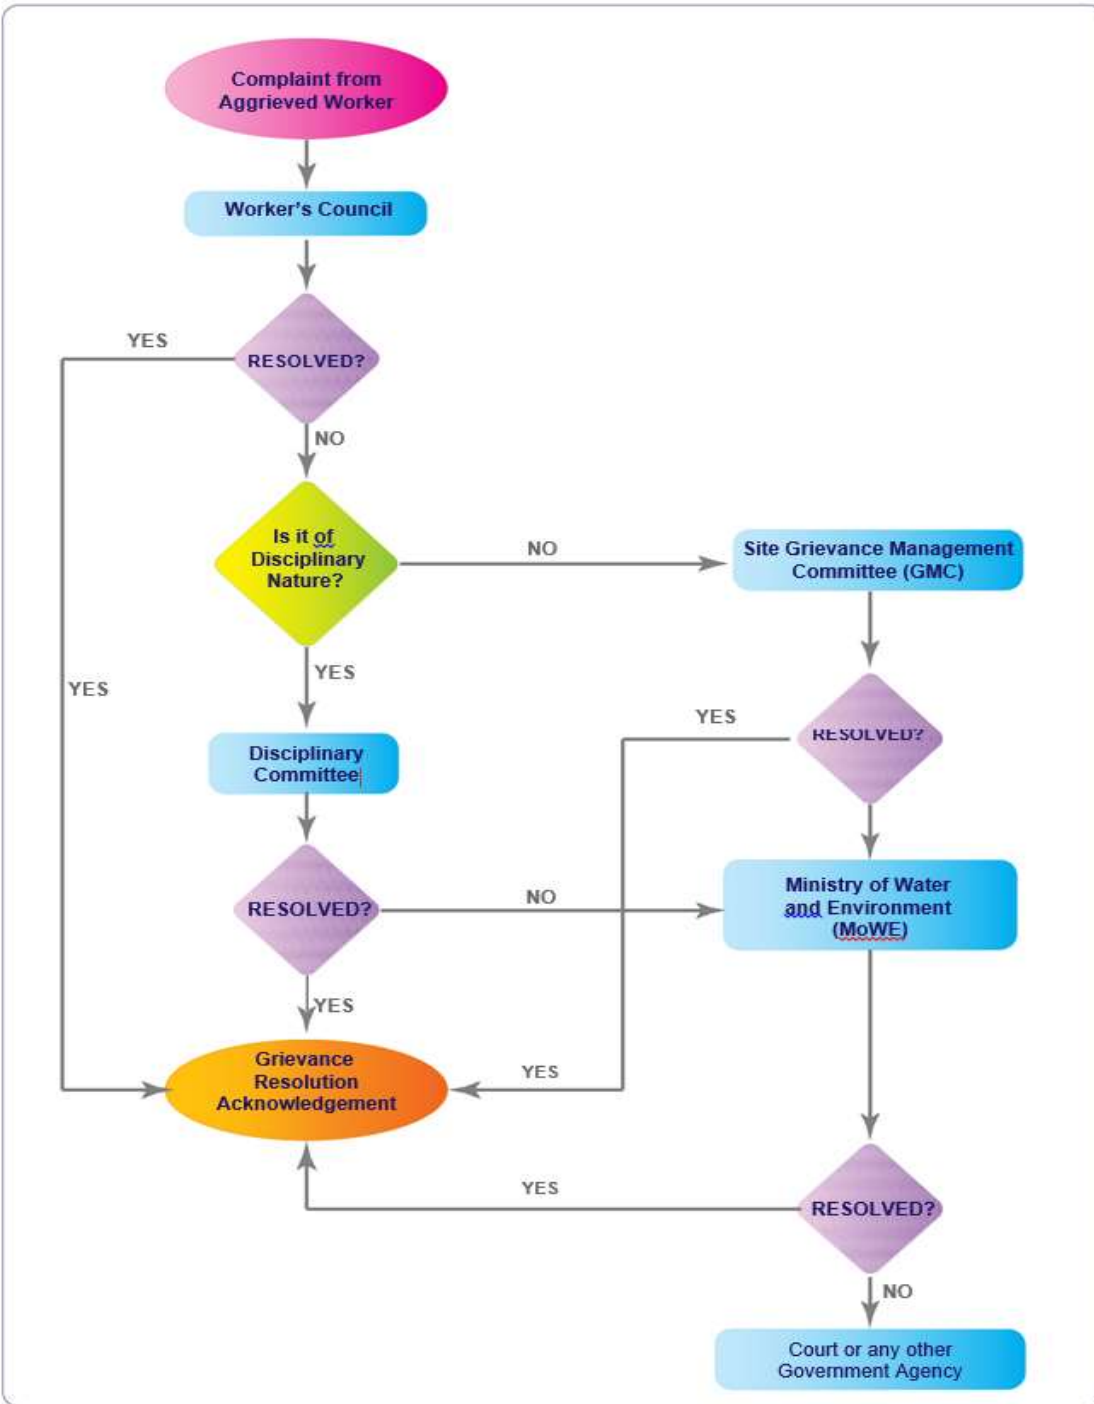 Complaint from
Aggrieved Worker
Worker's Council
YES
RESOLVED?
NO
Is it of
Disciplinary
Nature?
NO
Site Grievance Management
Committee (GMC)
YES
YES
YES
RESOLVED?
Disciplinary
Committee
RESOLVED?
NO
Ministry of Water
and Environment
(MoWE)
YES
Grievance
Resolution
Acknowledgement
YES
YES
RESOLVED?
NO
Court or any other
Government Agency